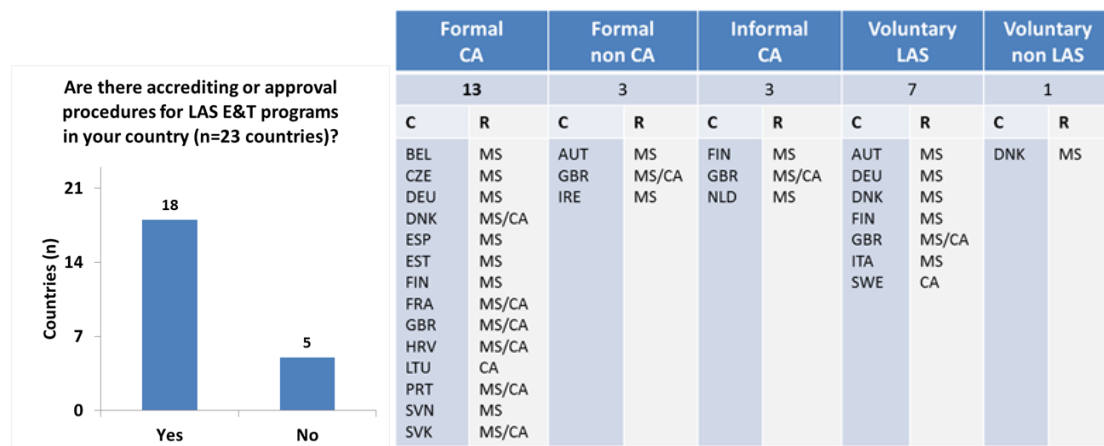 Are there accrediting or approval
procedures for LAS E&T programs
in your country (n=23 countries)?
Countries (n)
21
14
7
0
18
5
Yes No
Formal CA Formal non CA Informal CA Voluntary LAS Voluntary non LAS
13 3 3 7 1
C R C R C R C R C R
BEL MS AUT MS FIN MS AUT MS DNK MS
CZE MS GBR MS/CA GBR MS/CA DEU MS
DEU MS IRE MS NLD MS DNK MS
DNK MS/CA FIN MS
ESP MS GBR MS/CA
EST MS ITA MS
FIN MS SWE CA
FRA MS/CA
GBR MS/CA
HRV MS/CA
LTU CA
PRT MS/CA
SVN MS
SVK MS/CA